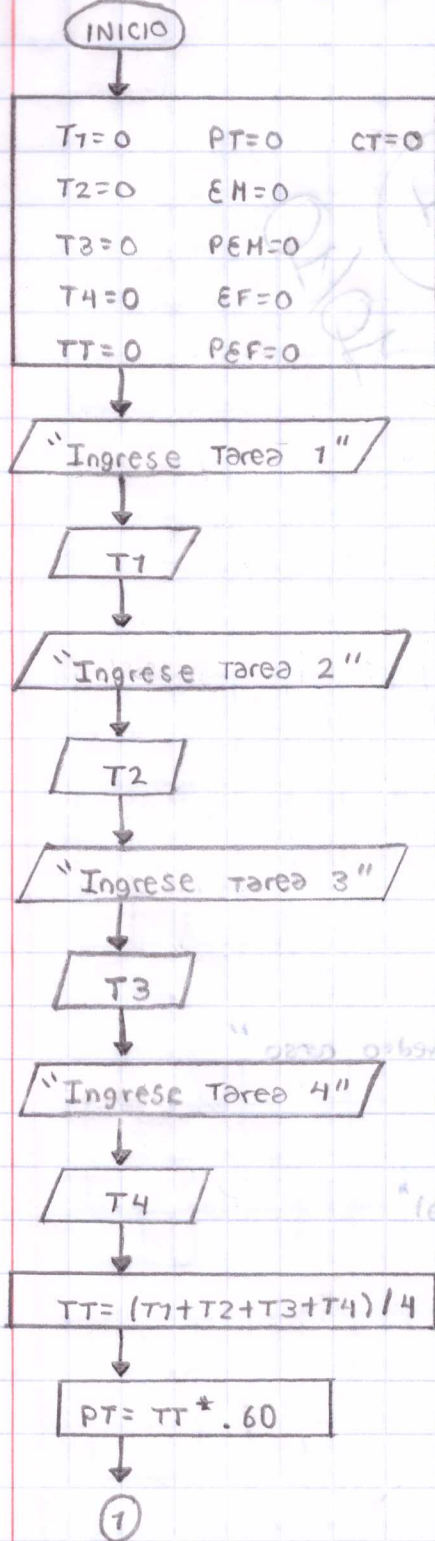 INICIO
T1=0 PT=0 CT=0
T2=0 EM=0
T3=0 PEM=0
T4=0 EF=0
TT=0 PEF=0
"Ingrese Tarea 1"
T1
"Ingrese Tarea 2"
T2
"Ingrese Tarea 3"
T3
"Ingrese Tarea 4"
T4
TT= (T1+T2+T3+T4)/4
PT= TT * .60
1